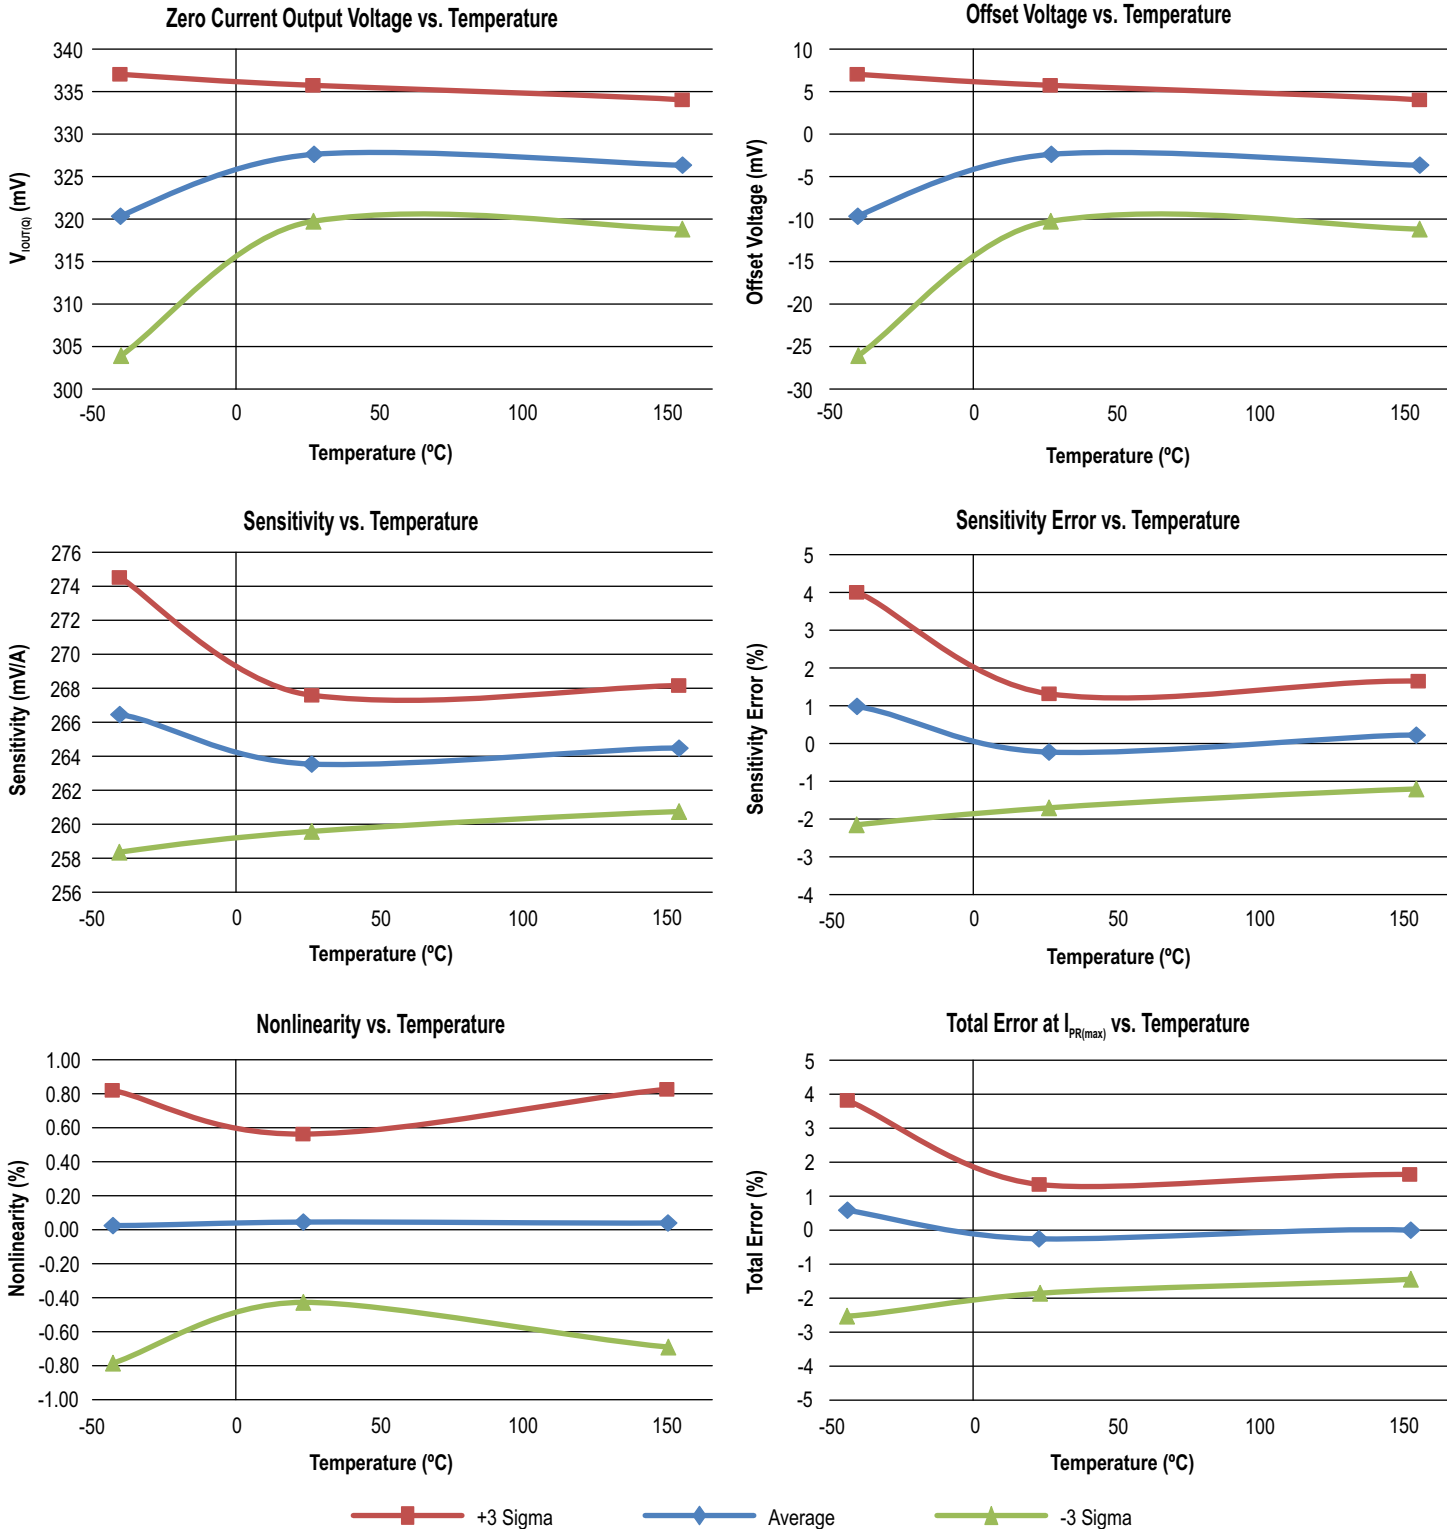 Zero Current Output Voltage vs. Temperature
340
335
330
325
320
315
310
305
300
V_IOUT(Q) (mV)
-50 0 50 100 150
Temperature (ºC)
Offset Voltage vs. Temperature
10
5
0
-5
-10
-15
-20
-25
-30
Offset Voltage (mV)
-50 0 50 100 150
Temperature (ºC)
Sensitivity vs. Temperature
276
274
272
270
268
266
264
262
260
258
256
Sensitivity (mV/A)
-50 0 50 100 150
Temperature (ºC)
Sensitivity Error vs. Temperature
5
4
3
2
1
0
-1
-2
-3
-4
Sensitivity Error (%)
-50 0 50 100 150
Temperature (ºC)
Nonlinearity vs. Temperature
1.00
0.80
0.60
0.40
0.20
0.00
-0.20
-0.40
-0.60
-0.80
-1.00
Nonlinearity (%)
-50 0 50 100 150
Temperature (ºC)
Total Error at I_PR(max) vs. Temperature
5
4
3
2
1
0
-1
-2
-3
-4
-5
Total Error (%)
-50 0 50 100 150
Temperature (ºC)
+3 Sigma Average -3 Sigma